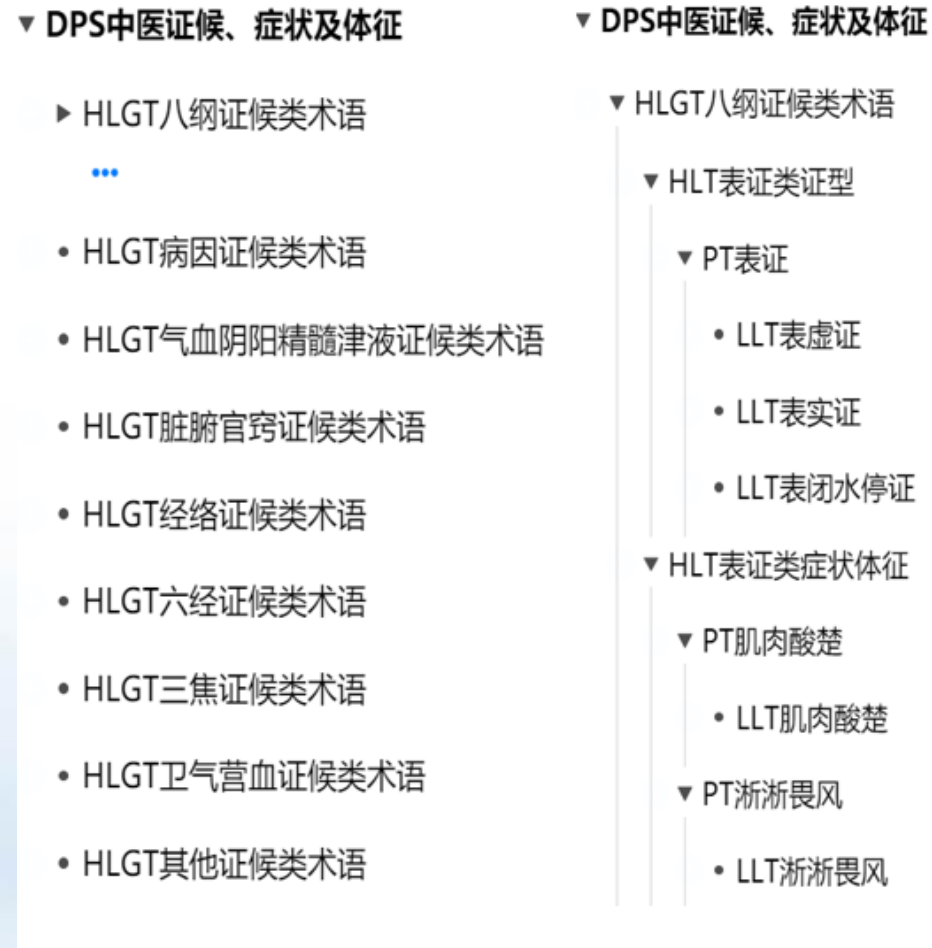 DPS中医证候、症状及体征
HLGT八纲证候类术语
HLGT病因证候类术语
HLGT气血阴阳精髓津液证候类术语
HLGT脏腑官窍证候类术语
HLGT经络证候类术语
HLGT六经证候类术语
HLGT三焦证候类术语
HLGT卫气营血证候类术语
HLGT其他证候类术语
DPS中医证候、症状及体征
HLGT八纲证候类术语
HLT表证类证型
PT表证
LLT表虚证
LLT表实证
LLT表闭水停证
HLT表证类症状体征
PT肌肉酸楚
LLT肌肉酸楚
PT淅淅畏风
LLT淅淅畏风